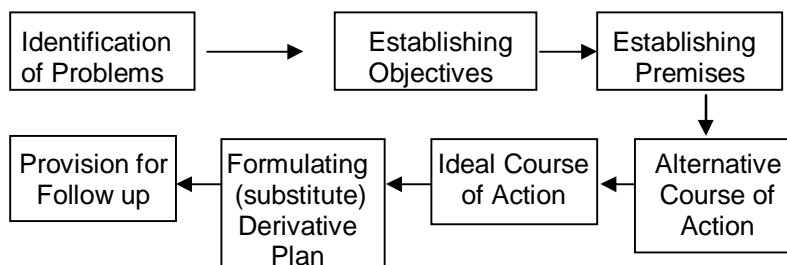 Identification
of Problems
Establishing
Objectives
Establishing
Premises
Alternative
Course of
Action
Ideal Course
of Action
Formulating
(substitute)
Derivative
Plan
Provision for
Follow up